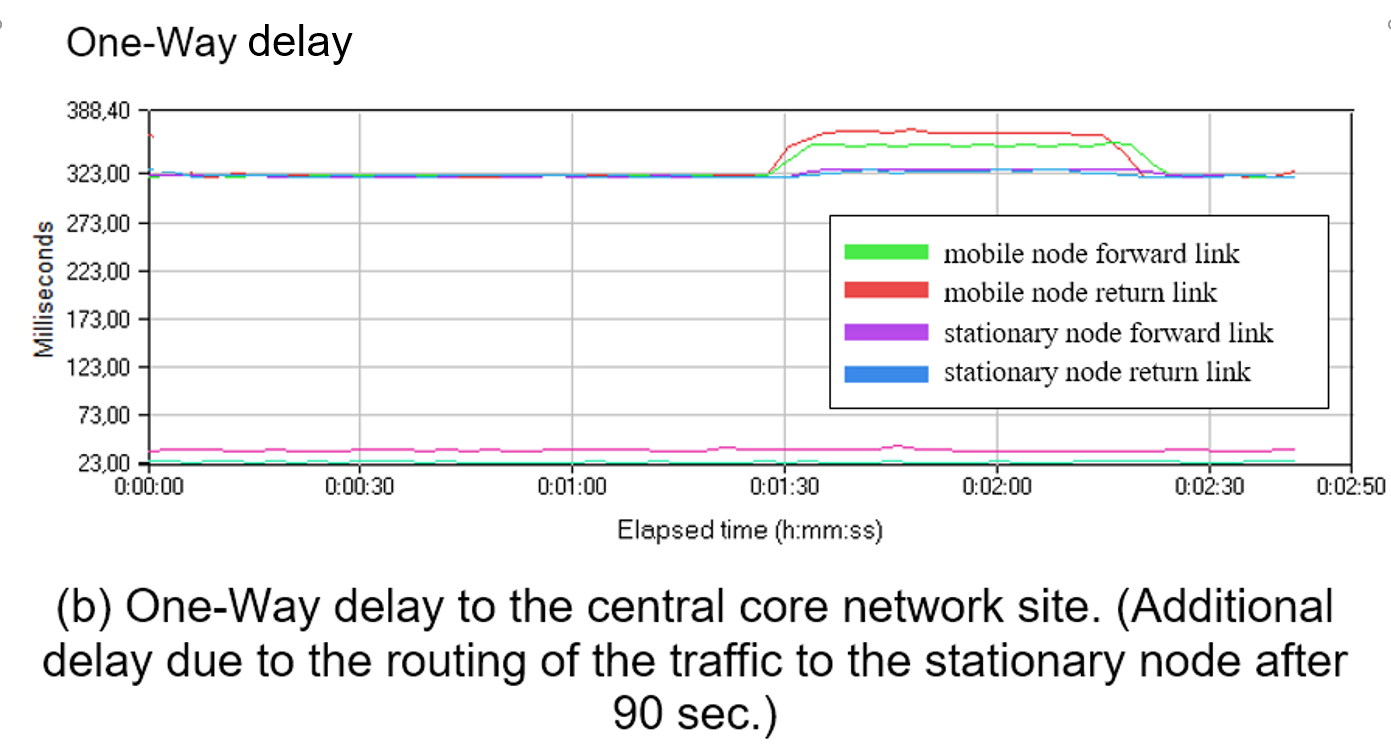 One-Way delay
388,40
323,00
273,00
223,00
173,00
123,00
73,00
23,00
Milliseconds
mobile node forward link
mobile node return link
stationary node forward link
stationary node return link
0:00:00 0:00:30 0:01:00 0:01:30 0:02:00 0:02:30 0:02:50
Elapsed time (h:mm:ss)
(b) One-Way delay to the central core network site. (Additional
delay due to the routing of the traffic to the stationary node after
90 sec.)